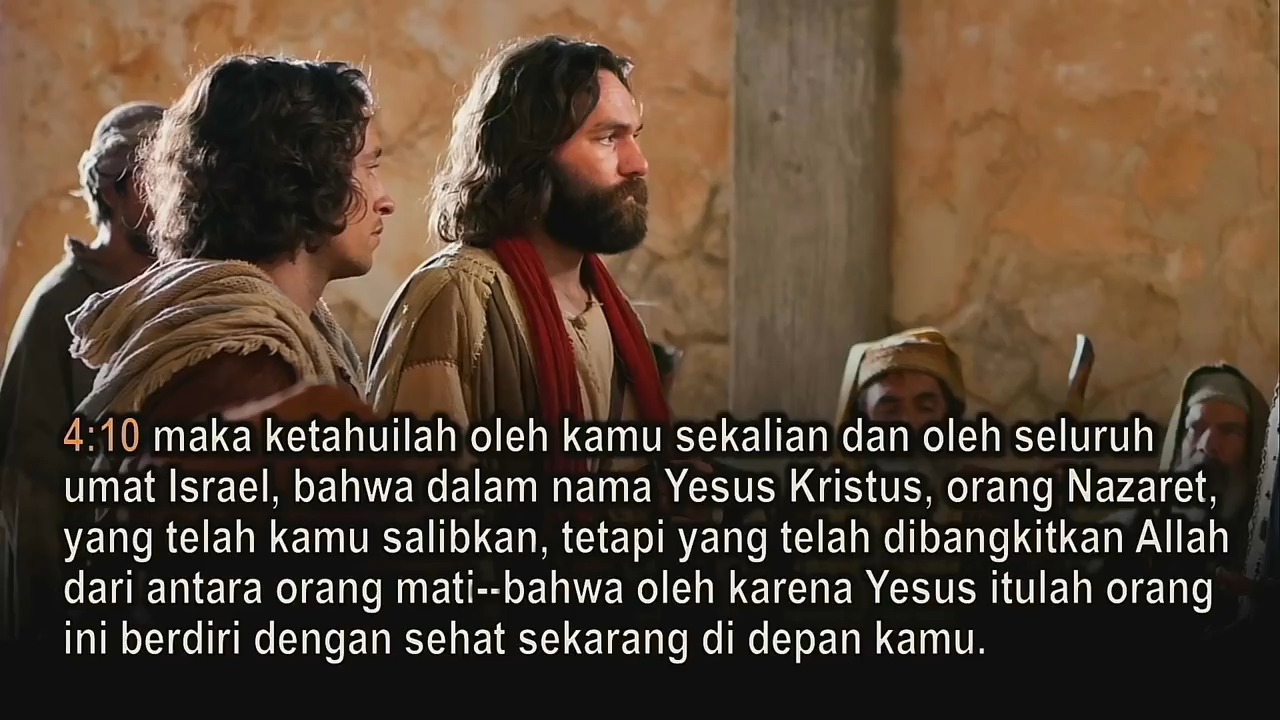 4:10 maka ketahuilah oleh kamu sekalian dan oleh seluruh
umat Israel, bahwa dalam nama Yesus Kristus, orang Nazaret,
yang telah kamu salibkan, tetapi yang telah dibangkitkan Allah
dari antara orang mati--bahwa oleh karena Yesus itulah orang
ini berdiri dengan sehat sekarang di depan kamu.